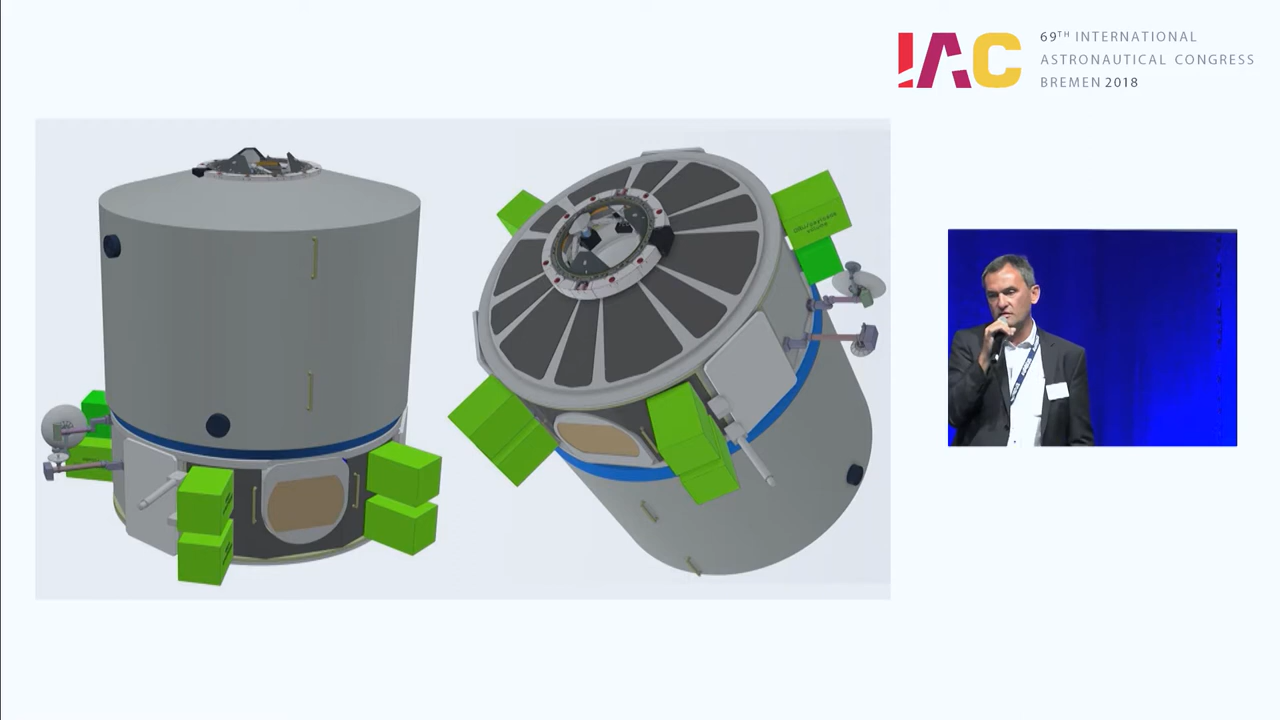 IAC
69TH INTERNATIONAL
ASTRONAUTICAL CONGRESS
BREMEN 2018